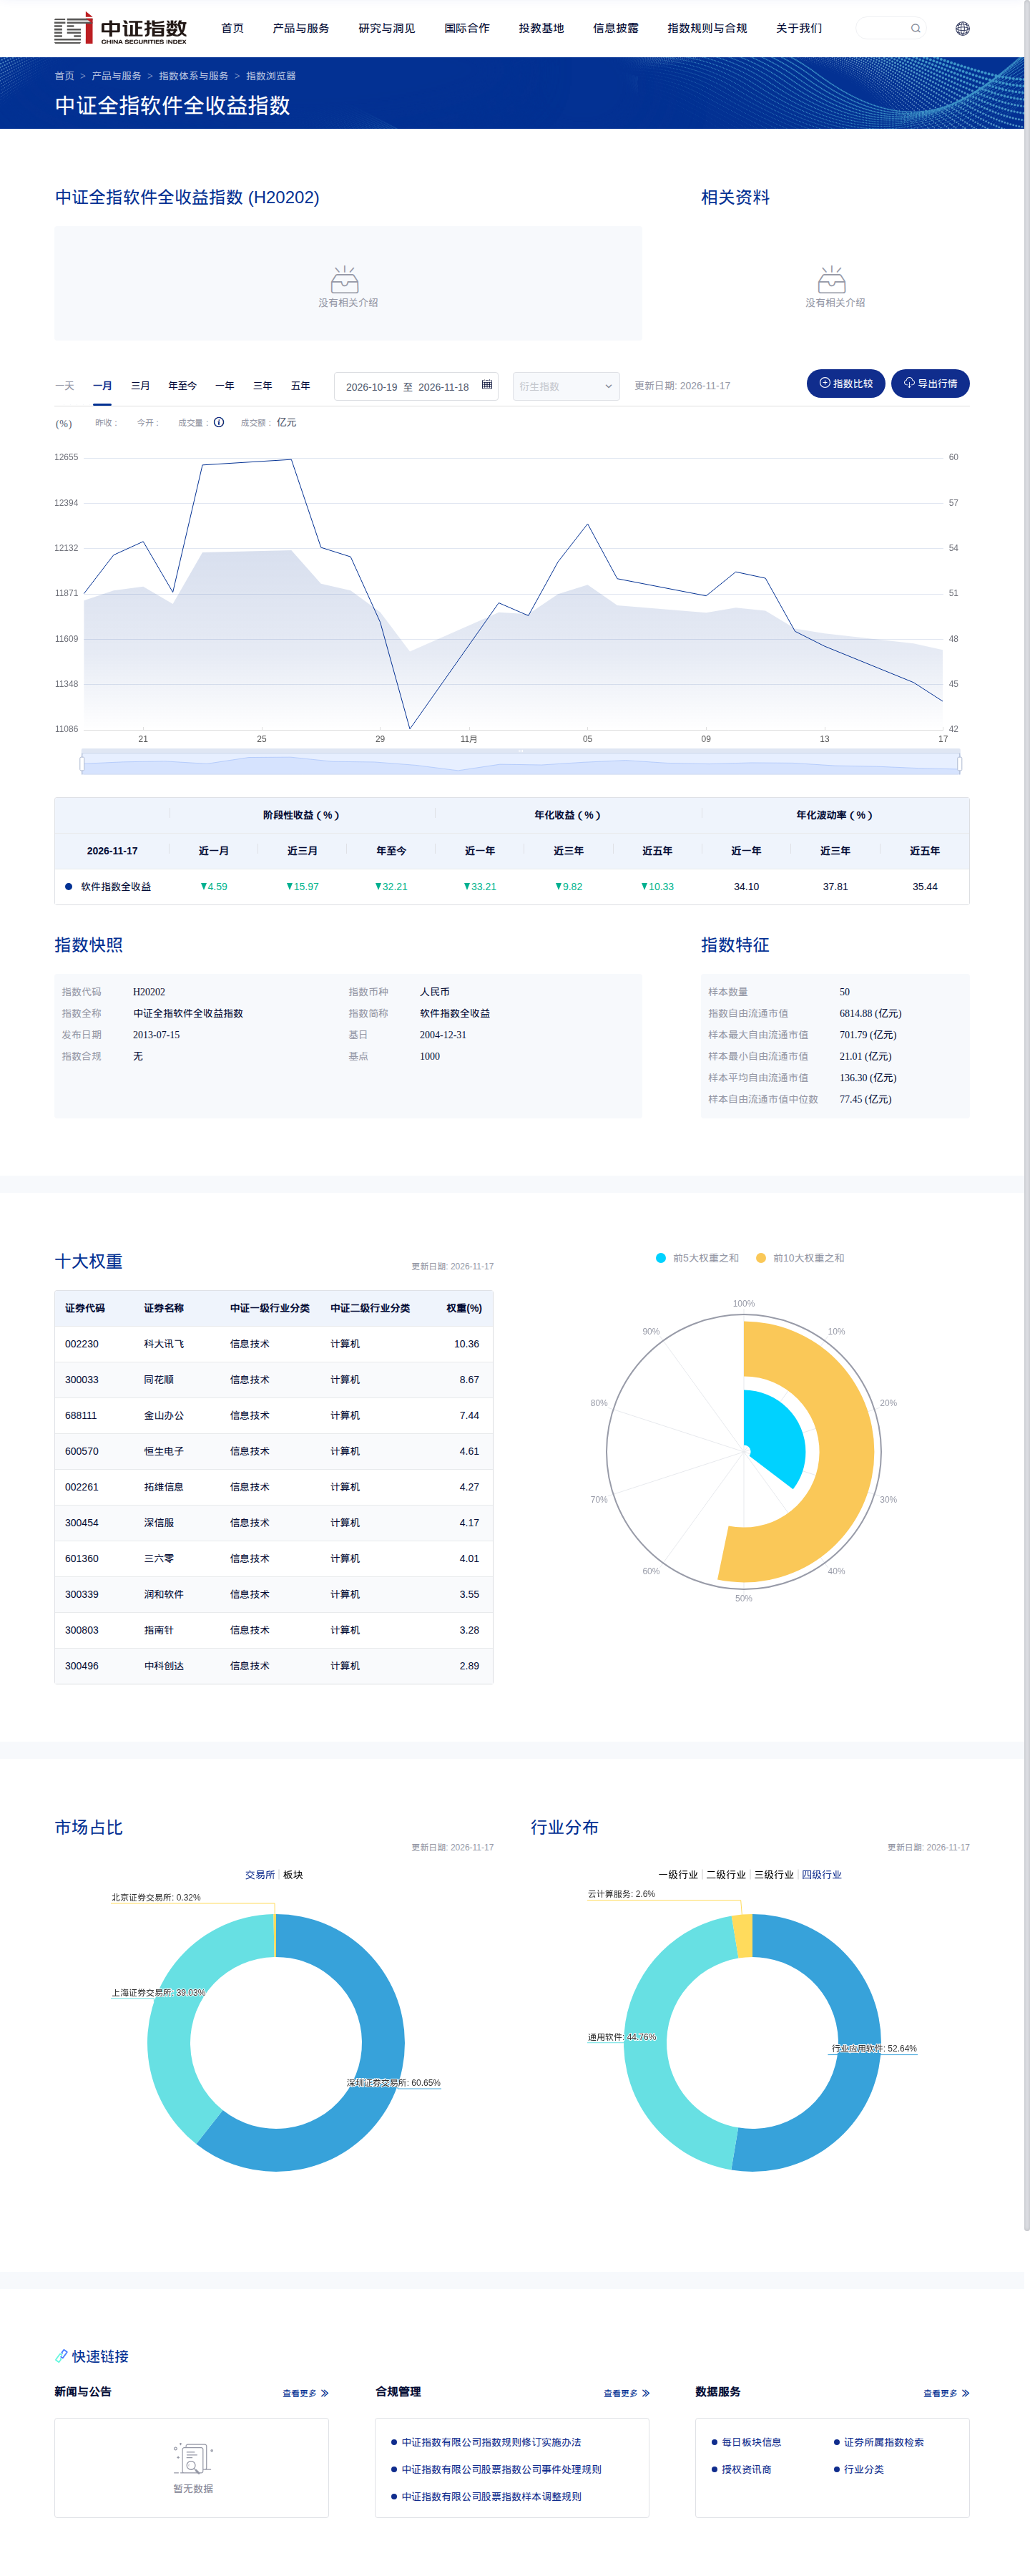 中证指数 首页 产品与服务 研究与洞见 国际合作 投教基地 信息披露 指数规则与合规 关于我们
CHINA SECURITIES INDEX
首页 > 产品与服务 > 指数体系与服务 > 指数浏览器
中证全指软件全收益指数
中证全指软件全收益指数 (H20202) 相关资料
没有相关介绍 没有相关介绍
一天 一月 三月 年至今 一年 三年 五年 2026-10-19 至 2026-11-18 衍生指数 更新日期: 2026-11-17 指数比较 导出行情
(%) 昨收： 今开： 成交量： 成交额： 亿元
12655 60
12394 57
12132 54
11871 51
11609 48
11348 45
11086 42
21 25 29 11月 05 09 13 17
阶段性收益（%） 年化收益（%） 年化波动率（%）
2026-11-17 近一月 近三月 年至今 近一年 近三年 近五年 近一年 近三年 近五年
软件指数全收益 ▼4.59 ▼15.97 ▼32.21 ▼33.21 ▼9.82 ▼10.33 34.10 37.81 35.44
指数快照 指数特征
指数代码 H20202 指数币种 人民币 样本数量 50
指数全称 中证全指软件全收益指数 指数简称 软件指数全收益 指数自由流通市值 6814.88 (亿元)
发布日期 2013-07-15 基日 2004-12-31 样本最大自由流通市值 701.79 (亿元)
指数合规 无 基点 1000 样本最小自由流通市值 21.01 (亿元)
样本平均自由流通市值 136.30 (亿元)
样本自由流通市值中位数 77.45 (亿元)
十大权重 更新日期: 2026-11-17 前5大权重之和 前10大权重之和
证券代码 证券名称 中证一级行业分类 中证二级行业分类 权重(%)
002230 科大讯飞 信息技术 计算机 10.36
300033 同花顺 信息技术 计算机 8.67
688111 金山办公 信息技术 计算机 7.44
600570 恒生电子 信息技术 计算机 4.61
002261 拓维信息 信息技术 计算机 4.27
300454 深信服 信息技术 计算机 4.17
601360 三六零 信息技术 计算机 4.01
300339 润和软件 信息技术 计算机 3.55
300803 指南针 信息技术 计算机 3.28
300496 中科创达 信息技术 计算机 2.89
100%
90% 10%
80% 20%
70% 30%
60% 40%
50%
市场占比 更新日期: 2026-11-17 行业分布 更新日期: 2026-11-17
交易所 板块 一级行业 二级行业 三级行业 四级行业
北京证券交易所: 0.32% 云计算服务: 2.6%
上海证券交易所: 39.03%
通用软件: 44.76%
行业应用软件: 52.64%
深圳证券交易所: 60.65%
快速链接
新闻与公告 查看更多 合规管理 查看更多 数据服务 查看更多
暂无数据
中证指数有限公司指数规则修订实施办法
中证指数有限公司股票指数公司事件处理规则
中证指数有限公司股票指数样本调整规则
每日板块信息 证券所属指数检索
授权资讯商 行业分类